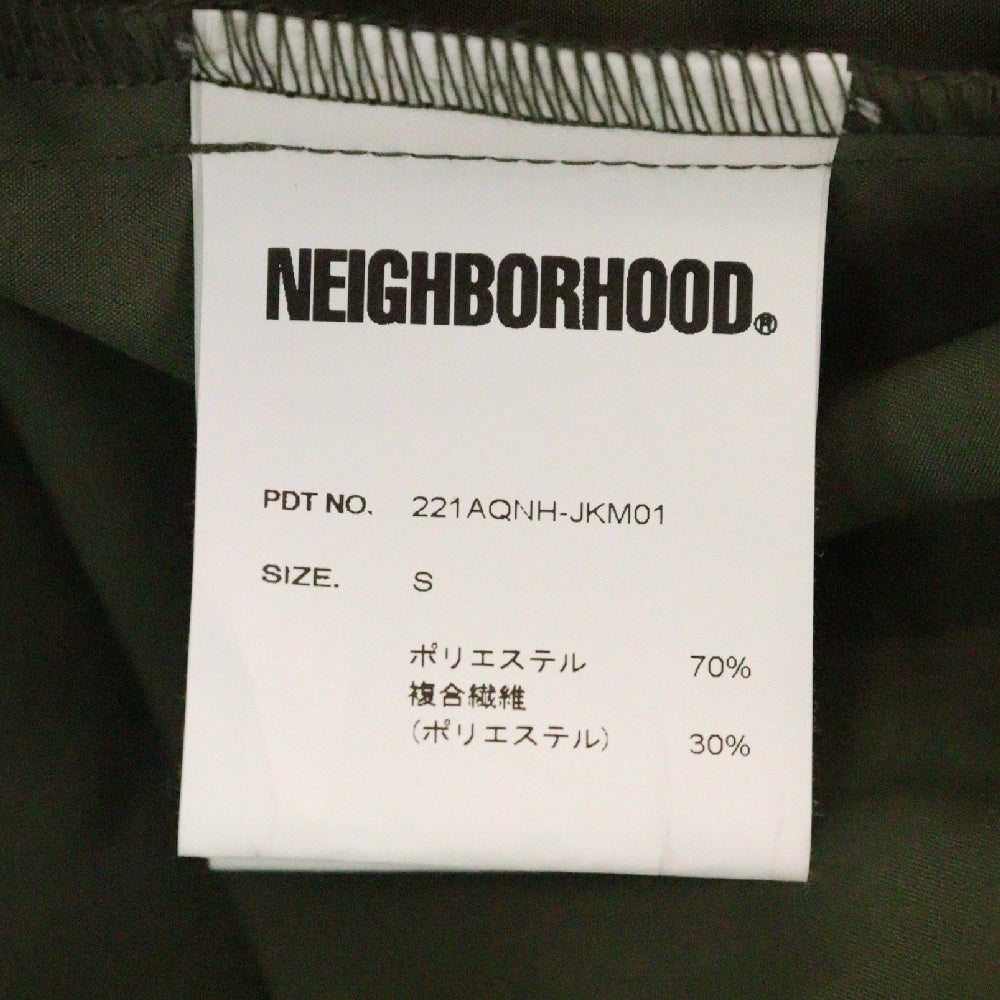 NEIGHBORHOOD®
PDT NO. 221AQNH-JKM01
SIZE. S
ポリエステル 70%
複合繊維
(ポリエステル) 30%